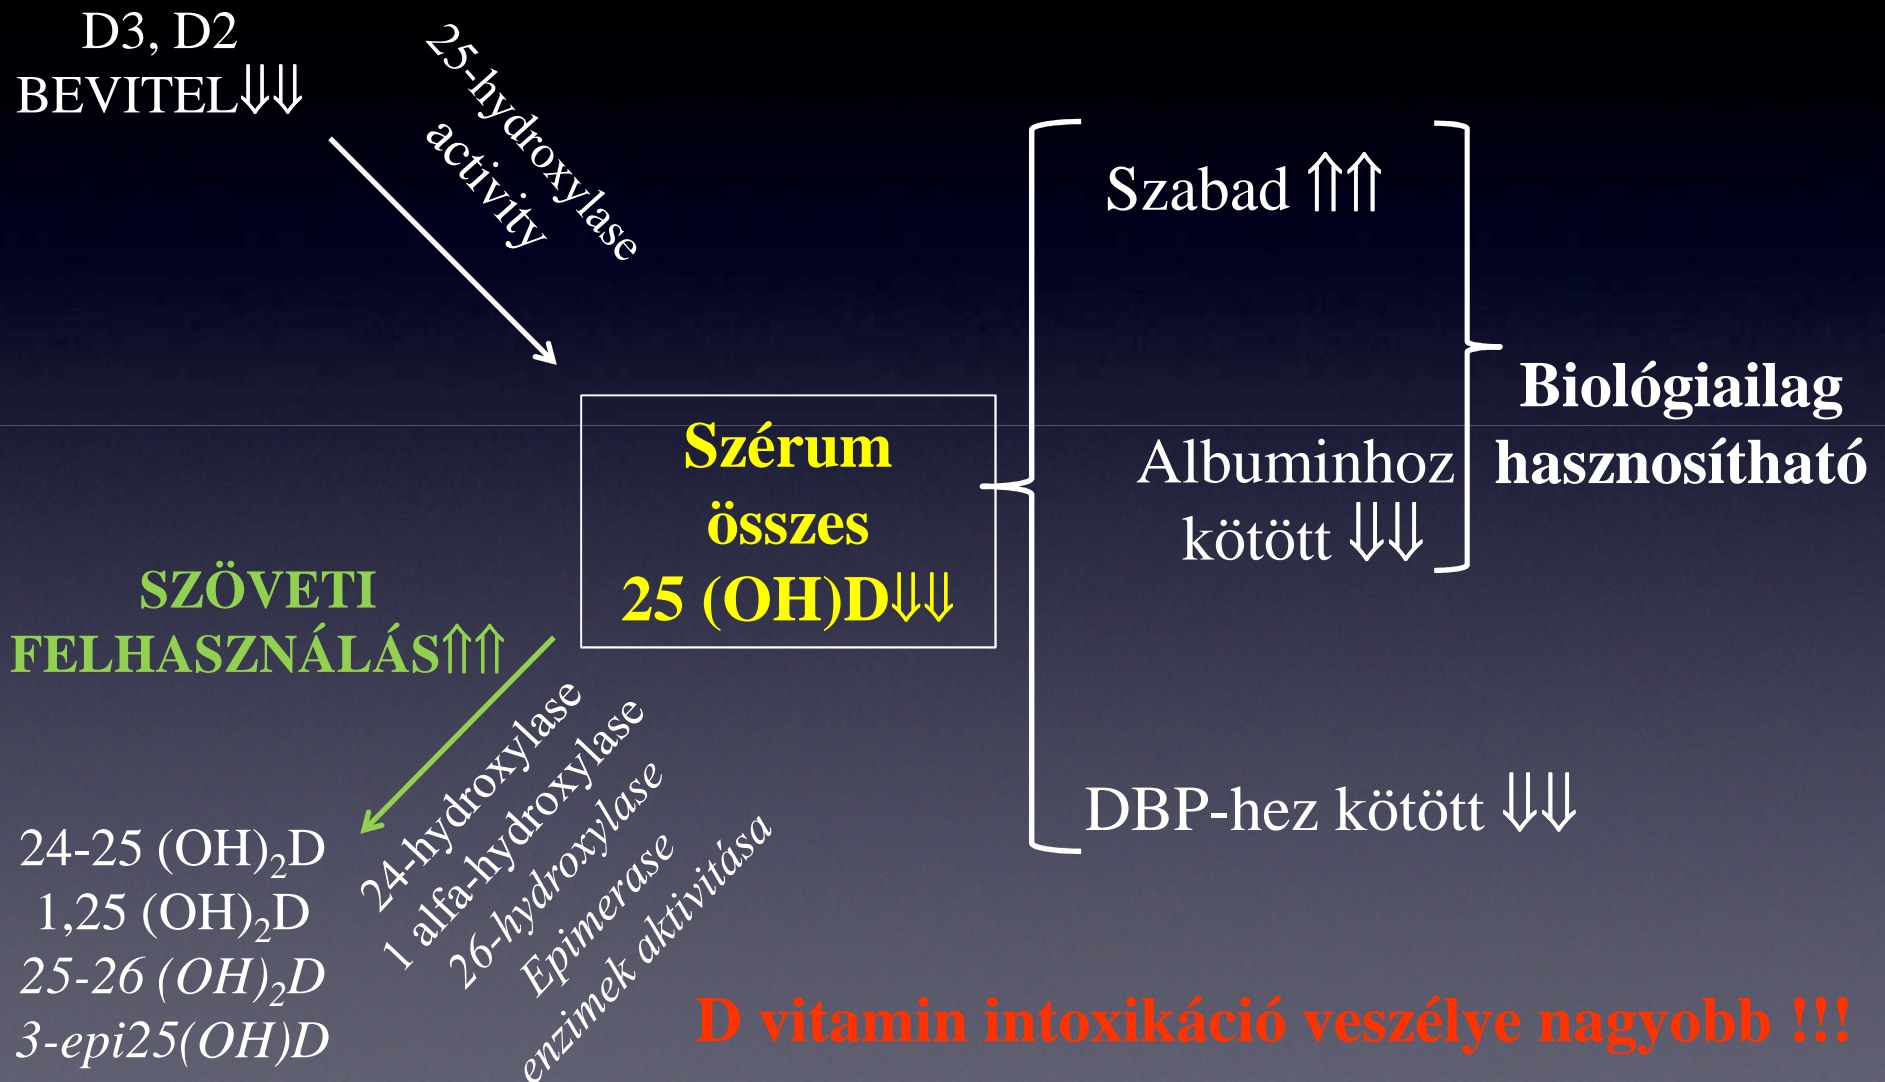 D3, D2
BEVITEL⇓⇓
25-hydroxylase
activity
Szabad ⇑⇑
Albuminhoz
kötött ⇓⇓
Biológiailag
hasznosítható
Szérum
összes
25 (OH)D⇓⇓
SZÖVETI
FELHASZNÁLÁS⇑⇑
DBP-hez kötött ⇓⇓
24-hydroxylase
1 alfa-hydroxylase
26-hydroxylase
Epimerase
enzimek aktivitása
24-25 (OH)₂D
1,25 (OH)₂D
25-26 (OH)₂D
3-epi25(OH)D
D vitamin intoxikáció veszélye nagyobb !!!